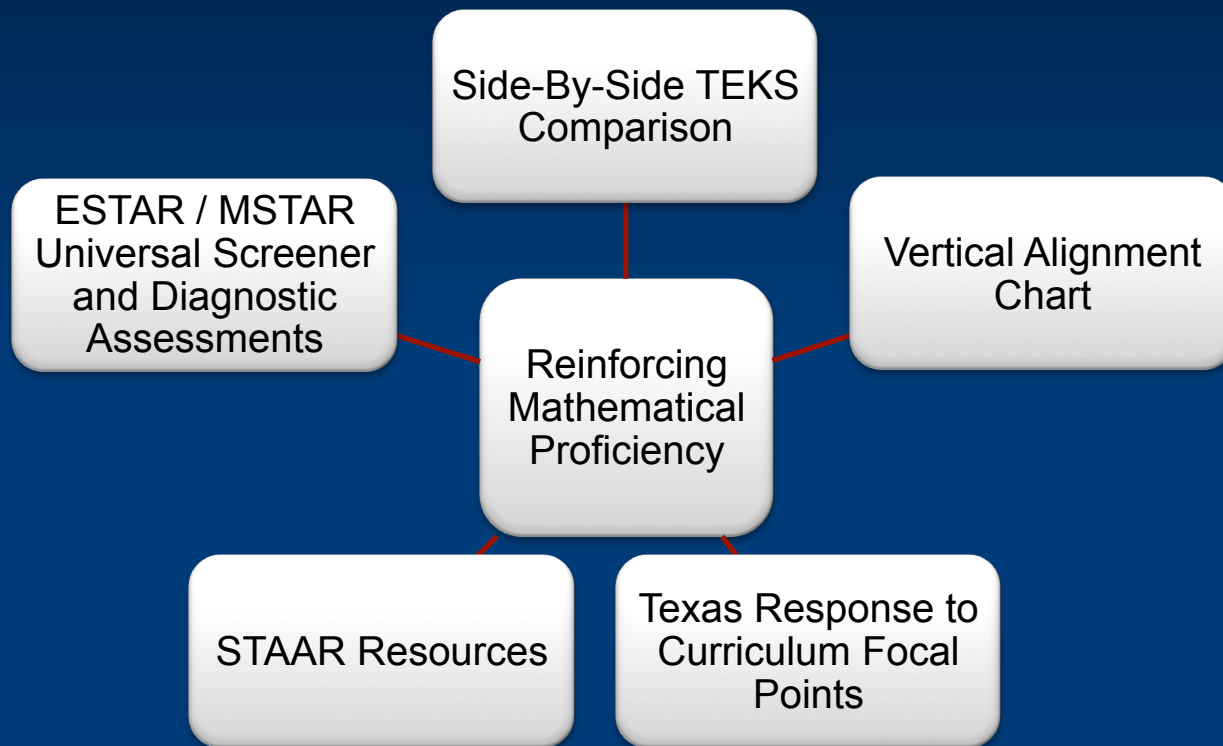 Side-By-Side TEKS
Comparison
ESTAR / MSTAR
Universal Screener
and Diagnostic
Assessments
Vertical Alignment
Chart
Reinforcing
Mathematical
Proficiency
STAAR Resources
Texas Response to
Curriculum Focal
Points